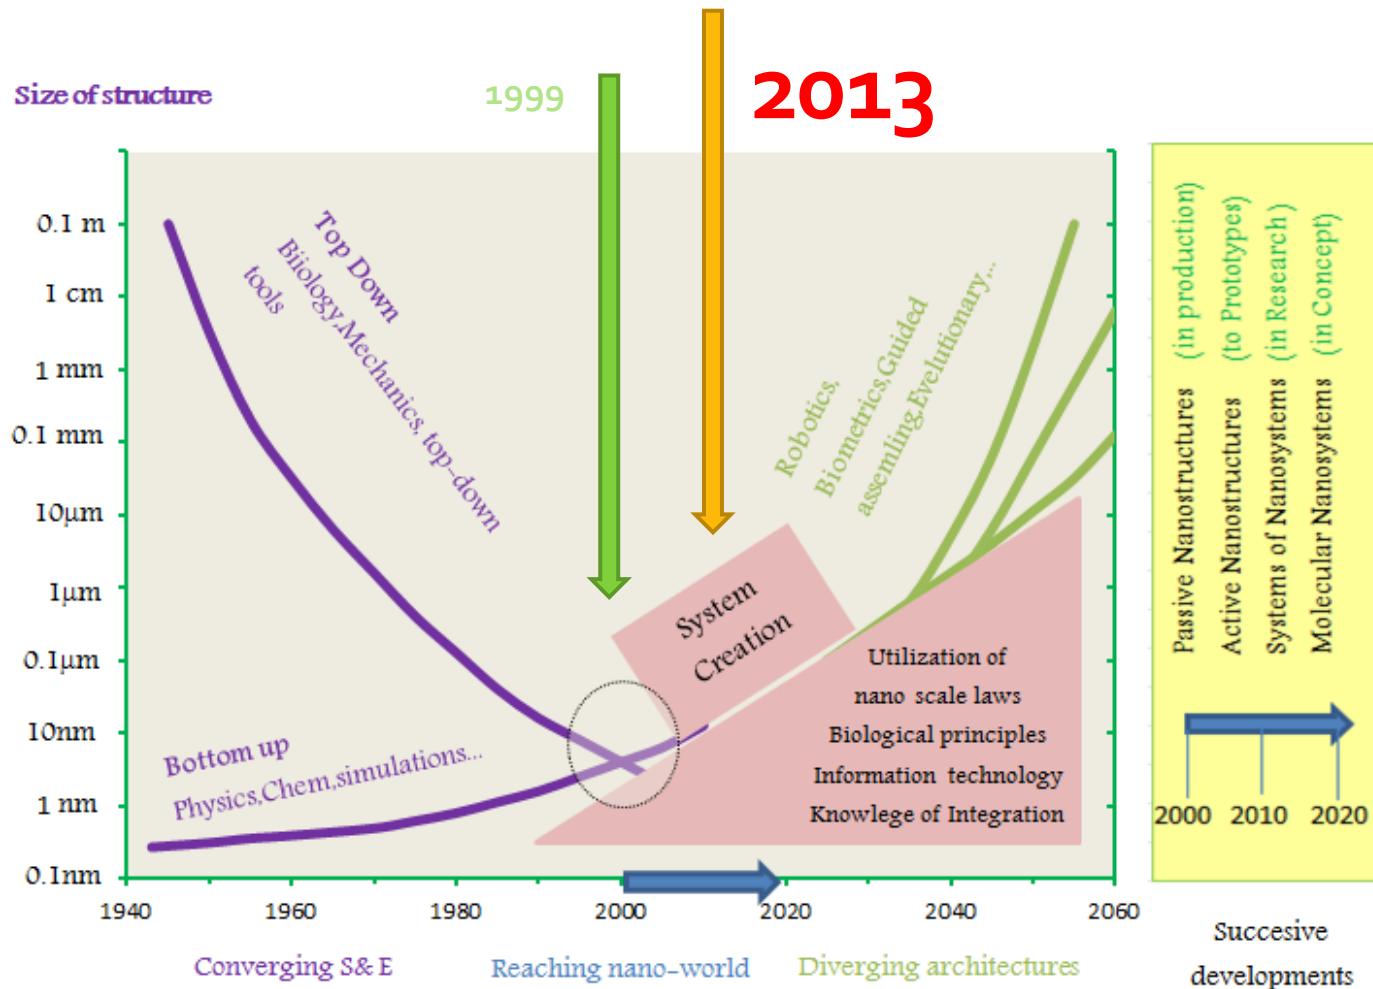 1999
2013
Size of structure
0.1 m
1 cm
1 mm
0.1 mm
10µm
1µm
0.1µm
10nm
1 nm
0.1nm
Top Down
Biiology,Mechanics, top-down
tools
Bottom up
Physics,Chem,simulations...
Robotics,
Biometrics,Guided
assemling,Evelutionary,..
System
Creation
Utilization of
nano scale laws
Biological principles
Information technology
Knowlege of Integration
1940
1960
1980
2000
2020
2040
2060
Converging S& E
Reaching nano-world
Diverging architectures
Passive Nanostructures (in production)
Active Nanostructures (to Prototypes)
Systems of Nanosystems (in Research )
Molecular Nanosystems (in Concept)
2000
2010
2020
Succesive
developments